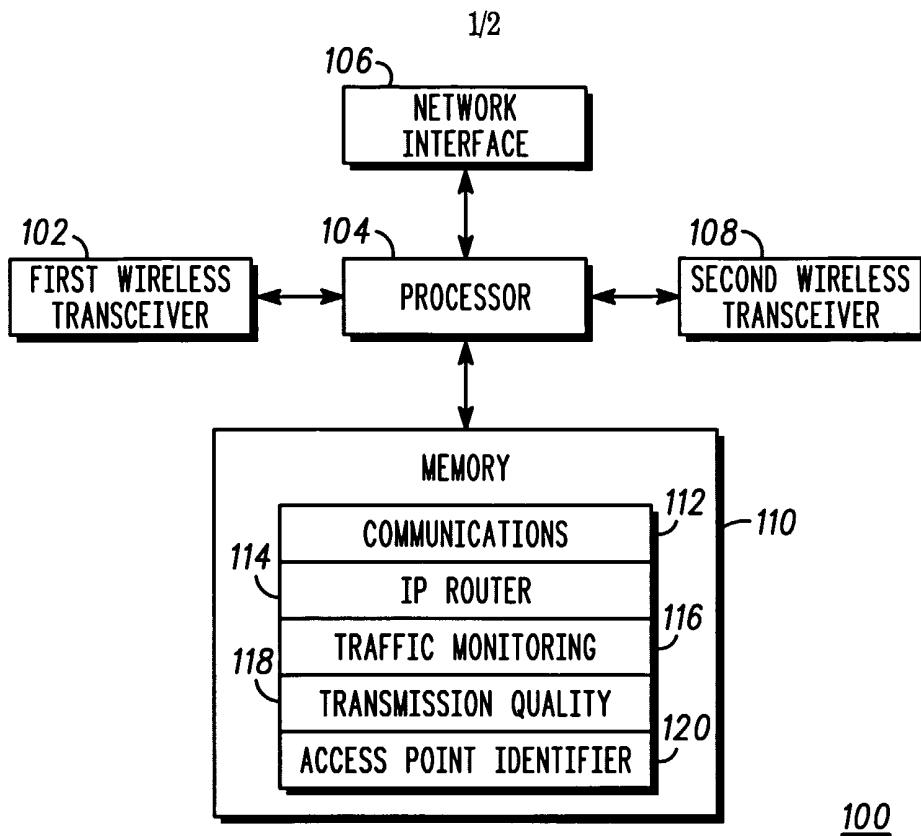 1/2
106
NETWORK
INTERFACE
102
104
108
FIRST WIRELESS
TRANSCEIVER
PROCESSOR
SECOND WIRELESS
TRANSCEIVER
MEMORY
112
COMMUNICATIONS
110
114
IP ROUTER
116
TRAFFIC MONITORING
118
TRANSMISSION QUALITY
120
ACCESS POINT IDENTIFIER
100